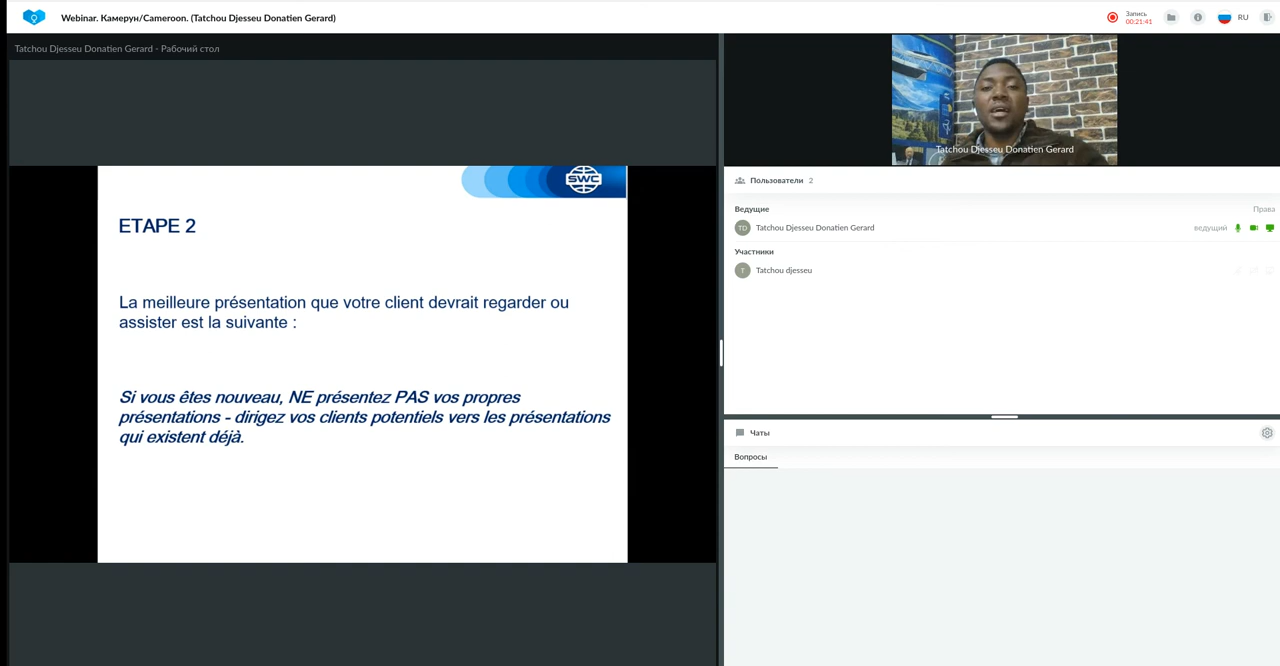 Webinar. Камерун/Cameroon. (Tatchou Djesseu Donatien Gerard)
Запись
00:21:41
RU
Tatchou Djesseu Donatien Gerard - Рабочий стол
SWC
ETAPE 2
La meilleure présentation que votre client devrait regarder ou
assister est la suivante :
Si vous êtes nouveau, NE présentez PAS vos propres
présentations - dirigez vos clients potentiels vers les présentations
qui existent déjà.
Tatchou Djesseu Donatien Gerard
Пользователи 2
Ведущие Права
TD Tatchou Djesseu Donatien Gerard ведущий
Участники
T Tatchou djesseu
Чаты
Вопросы